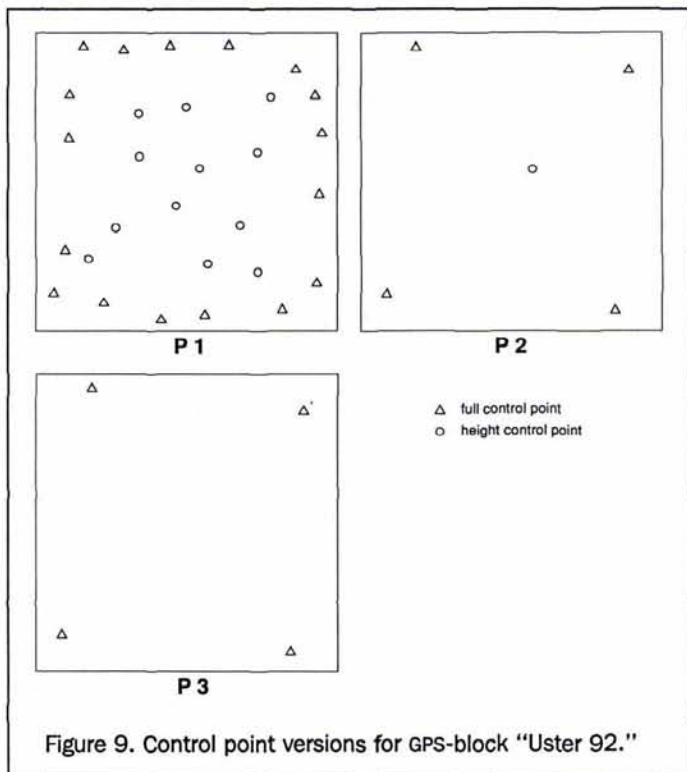 P 1
P 2
P 3
full control point
height control point
Figure 9. Control point versions for GPS-block “Uster 92.”